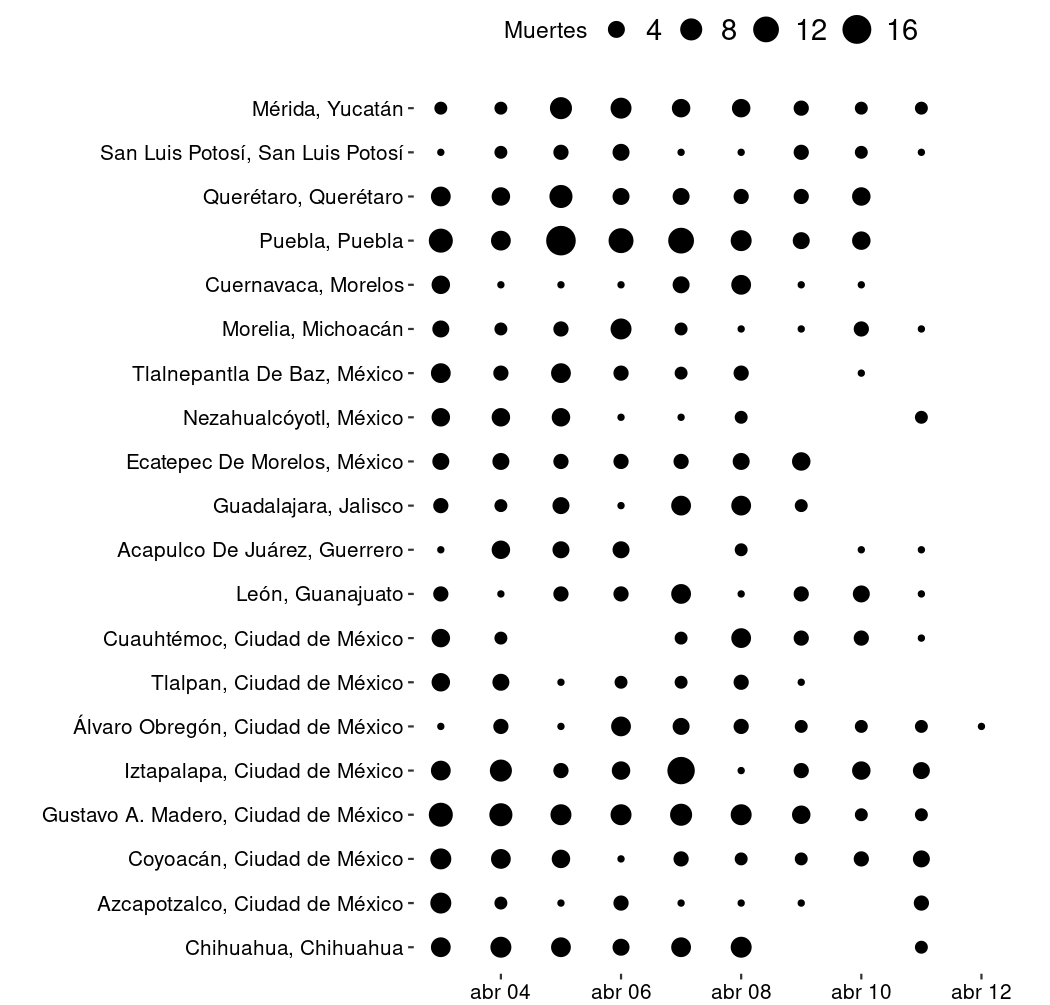 Muertes 4 8 12 16
Mérida, Yucatán
San Luis Potosí, San Luis Potosí
Querétaro, Querétaro
Puebla, Puebla
Cuernavaca, Morelos
Morelia, Michoacán
Tlalnepantla De Baz, México
Nezahualcóyotl, México
Ecatepec De Morelos, México
Guadalajara, Jalisco
Acapulco De Juárez, Guerrero
León, Guanajuato
Cuauhtémoc, Ciudad de México
Tlalpan, Ciudad de México
Álvaro Obregón, Ciudad de México
Iztapalapa, Ciudad de México
Gustavo A. Madero, Ciudad de México
Coyoacán, Ciudad de México
Azcapotzalco, Ciudad de México
Chihuahua, Chihuahua
abr 04 abr 06 abr 08 abr 10 abr 12